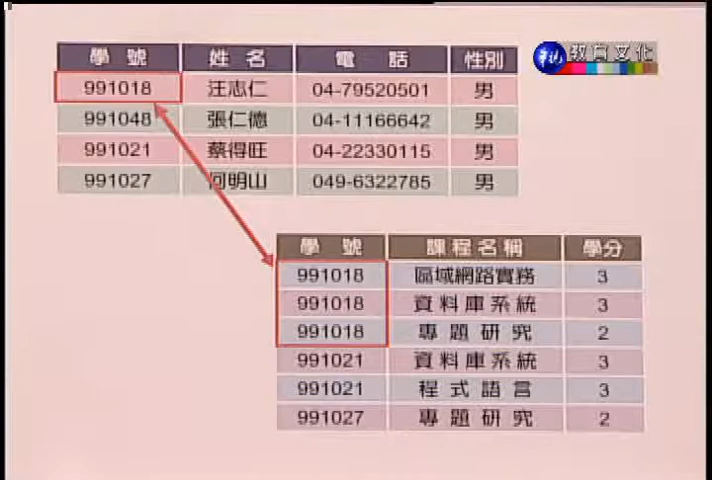 華視 教育文化
學號 姓名 電話 性別
991018 汪志仁 04-79520501 男
991048 張仁德 04-11166642 男
991021 蔡得旺 04-22330115 男
991027 何明山 049-6322785 男
學號 課程名稱 學分
991018 區域網路實務 3
991018 資料庫系統 3
991018 專題研究 2
991021 資料庫系統 3
991021 程式語言 3
991027 專題研究 2